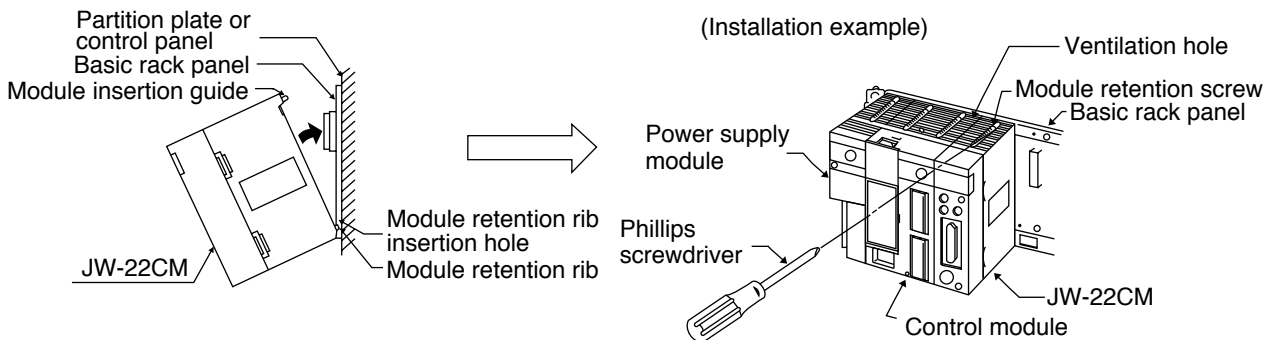 Partition plate or
control panel
Basic rack panel
Module insertion guide
Module retention rib
insertion hole
Module retention rib
JW-22CM
(Installation example)
Ventilation hole
Module retention screw
Basic rack panel
Power supply
module
Phillips
screwdriver
JW-22CM
Control module